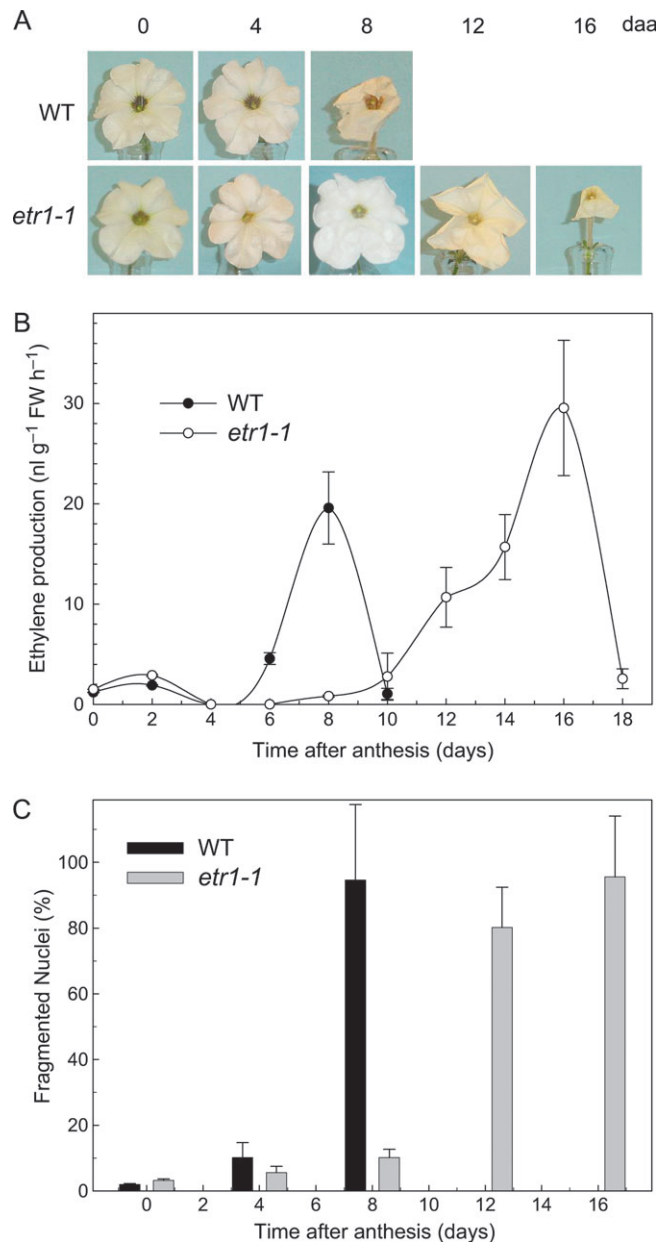 A 0 4 8 12 16 daa
WT
etr1-1
B
Ethylene production (nl g⁻¹ FW h⁻¹)
30
20
10
0
WT
etr1-1
0 2 4 6 8 10 12 14 16 18
Time after anthesis (days)
C
Fragmented Nuclei (%)
100
80
60
40
20
0
WT
etr1-1
0 2 4 6 8 10 12 14 16
Time after anthesis (days)